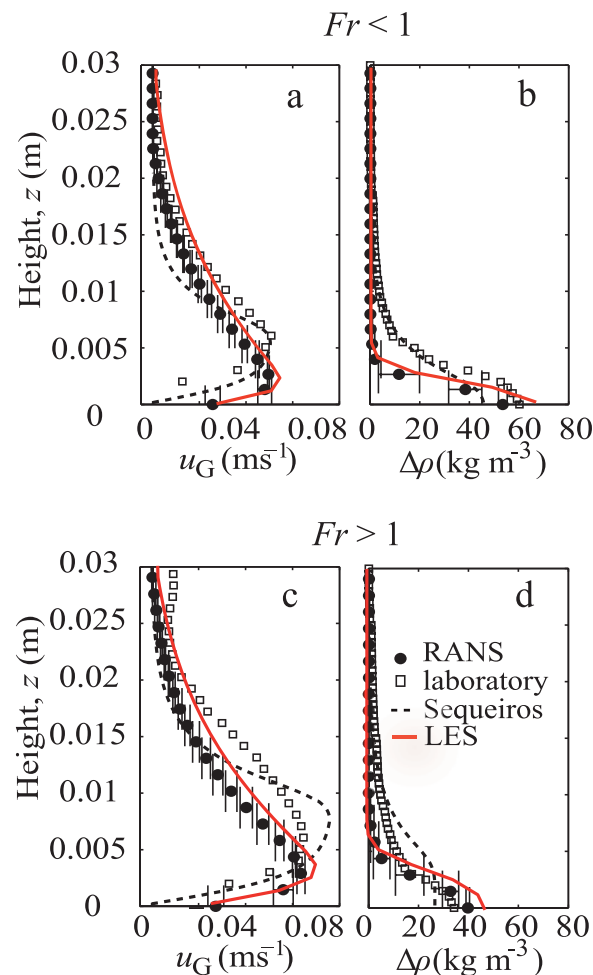 Fr < 1
a
b
Height, z (m)
0.03
0.025
0.02
0.015
0.01
0.005
0
0
0.04
0.08
0
20
40
60
80
u_G (ms⁻¹)
Δρ (kg m⁻³)
Fr > 1
c
d
Height, z (m)
0.03
0.025
0.02
0.015
0.01
0.005
0
RANS
laboratory
Sequeiros
LES
0
0.04
0.08
0
20
40
60
80
u_G (ms⁻¹)
Δρ (kg m⁻³)